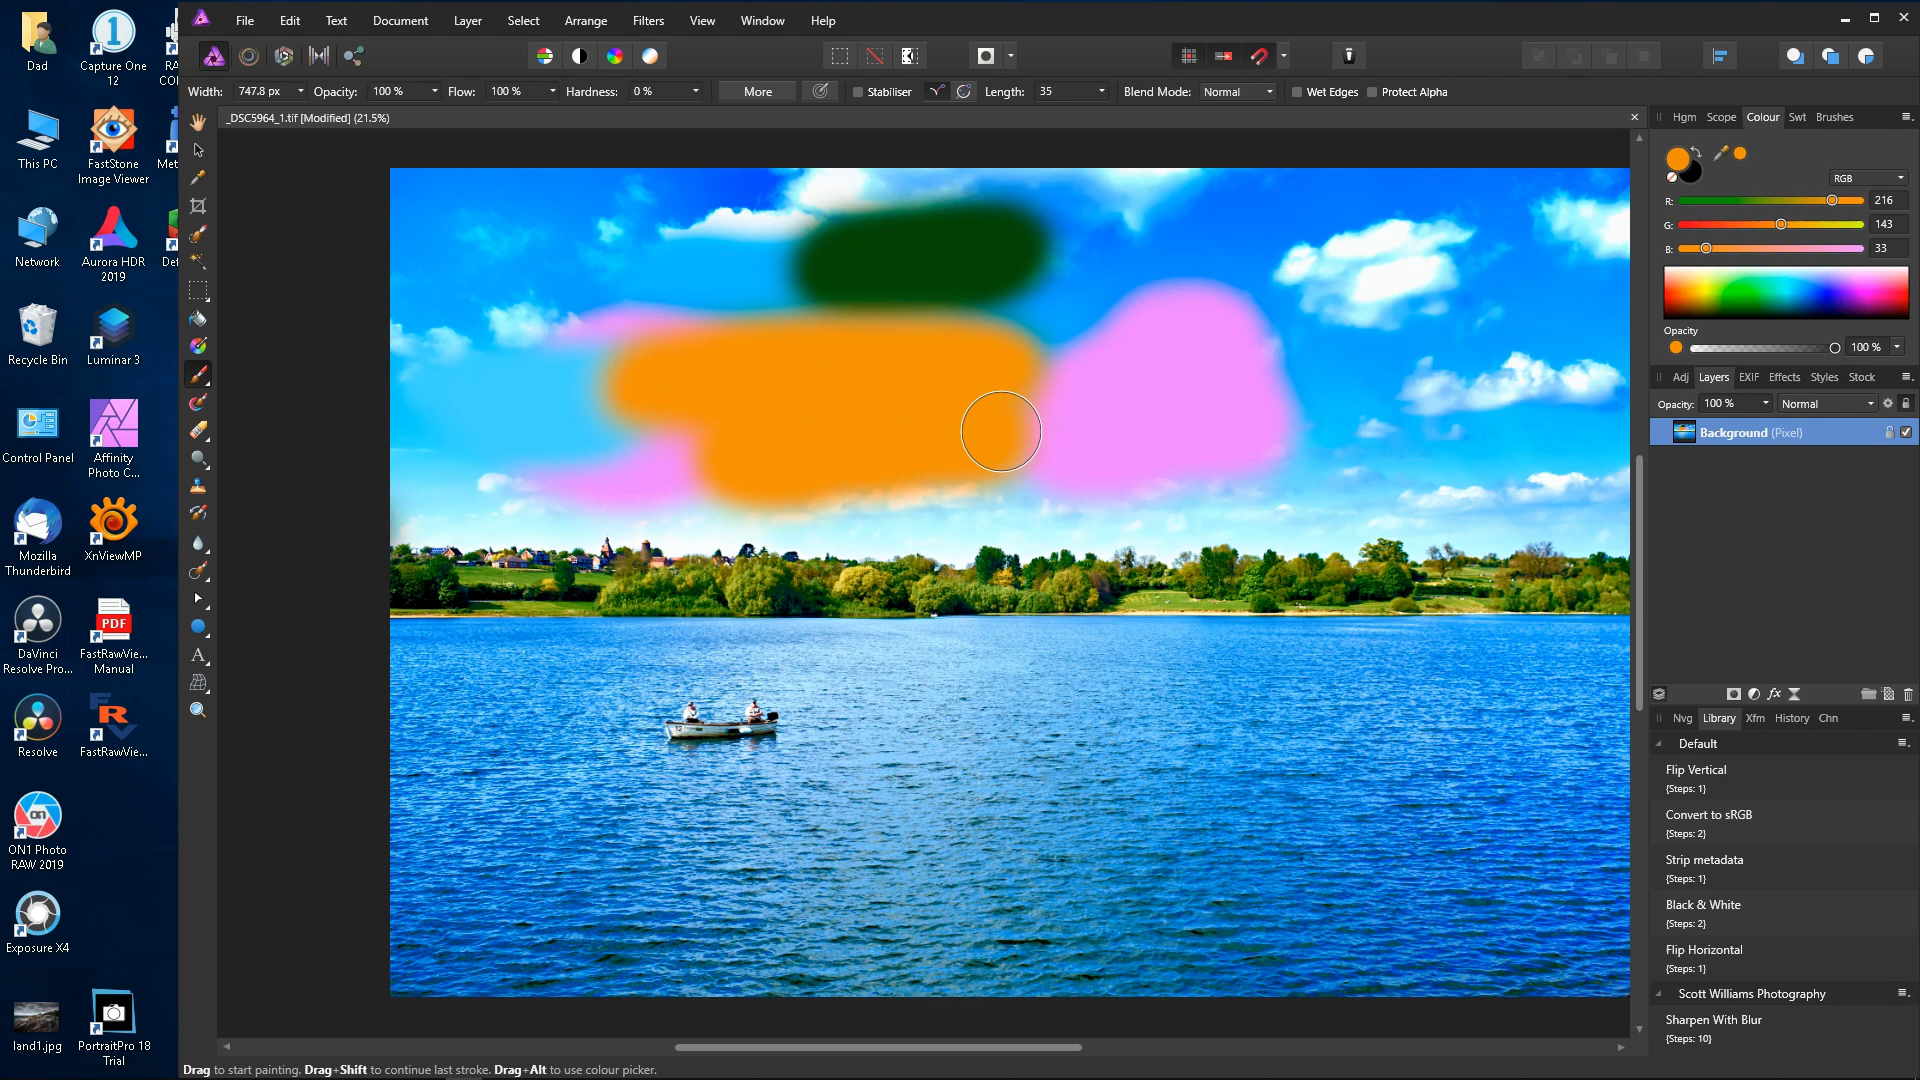 Dad
Capture One
12
RA
CO
This PC
FastStone
Image Viewer
Met
Network
Aurora HDR
2019
Def
Recycle Bin
Luminar 3
Control Panel
Affinity
Photo C...
Mozilla
Thunderbird
XnViewMP
DaVinci
Resolve Pro...
PDF
FastRawVie...
Manual
Resolve
FastRawVie...
on
ON1 Photo
RAW 2019
Exposure X4
land1.jpg
PortraitPro 18
Trial
File Edit Text Document Layer Select Arrange Filters View Window Help
Width: 747.8 px Opacity: 100 % Flow: 100 % Hardness: 0 % More Stabiliser Length: 35 Blend Mode: Normal Wet Edges Protect Alpha
_DSC5964_1.tif [Modified] (21.5%)
12
Hgm Scope Colour Swt Brushes
RGB
R: 216
G: 143
B: 33
Opacity
100 %
Adj Layers EXIF Effects Styles Stock
Opacity: 100 % Normal
Background (Pixel)
fx
Nvg Library Xfm History Chn
Default
Flip Vertical
{Steps: 1}
Convert to sRGB
{Steps: 2}
Strip metadata
{Steps: 1}
Black & White
{Steps: 2}
Flip Horizontal
{Steps: 1}
Scott Williams Photography
Sharpen With Blur
{Steps: 10}
Drag to start painting. Drag+Shift to continue last stroke. Drag+Alt to use colour picker.